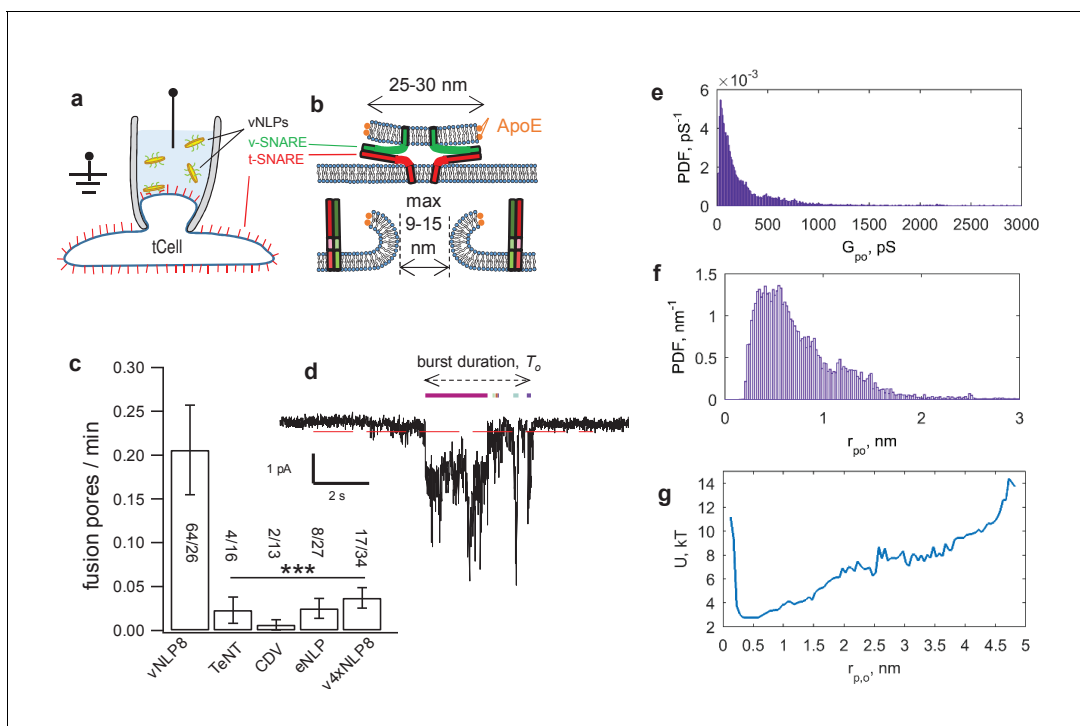 a
vNLPs
v-SNARE
t-SNARE
tCell
b
25-30 nm
ApoE
max
9-15
nm
c
fusion pores / min
0.30
0.25
0.20
0.15
0.10
0.05
0.00
64/26
4/16
2/13
8/27
17/34
***
vNLP8
TeNT
CDV
eNLP
v4xNLP8
d
burst duration, To
1 pA
2 s
e
×10⁻³
PDF, pS⁻¹
6
4
2
0
0 500 1000 1500 2000 2500 3000
Gpo, pS
f
PDF, nm⁻¹
1.5
1
0.5
0
0 1 2 3
rpo, nm
g
U, kT
14
12
10
8
6
4
2
0 0.5 1 1.5 2 2.5 3 3.5 4 4.5 5
rp,o, nm